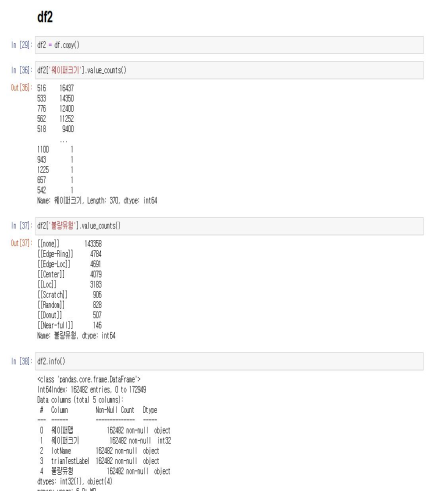 df2
In [29]: df2 = df.copy()
In [36]: df2['웨이퍼크기'].value_counts()
Out[36]: 516 16437
533 14350
776 12400
562 11252
518 9400
...
1100 1
943 1
1225 1
657 1
542 1
Name: 웨이퍼크기, Length: 370, dtype: int64
In [37]: df2['불량유형'].value_counts()
Out[37]: [[none]] 143358
[[Edge-Ring]] 4784
[[Edge-Loc]] 4691
[[Center]] 4079
[[Loc]] 3183
[[Scratch]] 906
[[Random]] 828
[[Donut]] 507
[[Near-full]] 146
Name: 불량유형, dtype: int64
In [38]: df2.info()
<class 'pandas.core.frame.DataFrame'>
Int64Index: 162482 entries, 0 to 172949
Data columns (total 5 columns):
# Column Non-Null Count Dtype
--- ------ -------------- -----
0 웨이퍼맵 162482 non-null object
1 웨이퍼크기 162482 non-null int32
2 lotName 162482 non-null object
3 trianTestLabel 162482 non-null object
4 불량유형 162482 non-null object
dtypes: int32(1), object(4)